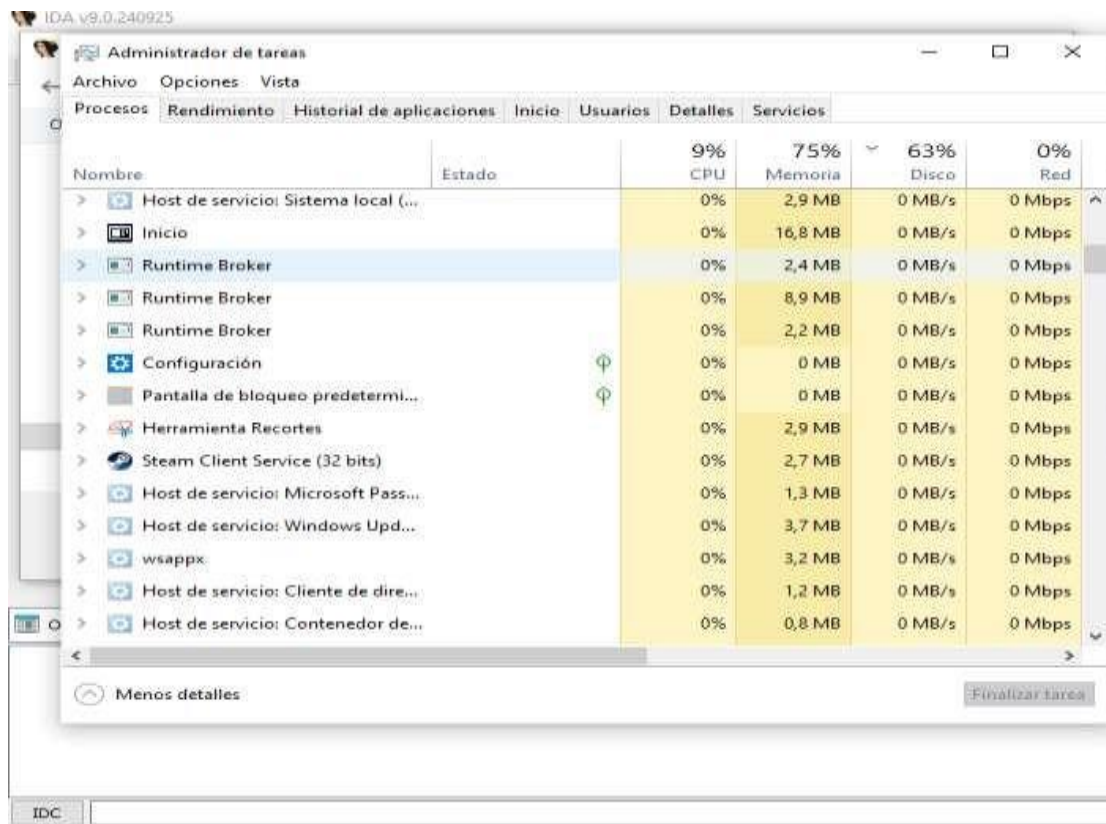 IDA v9.0.240925
Administrador de tareas
Archivo Opciones Vista
Procesos Rendimiento Historial de aplicaciones Inicio Usuarios Detalles Servicios
9% 75% 63% 0%
Nombre Estado CPU Memoria Disco Red
Host de servicio: Sistema local (... 0% 2,9 MB 0 MB/s 0 Mbps
Inicio 0% 16,8 MB 0 MB/s 0 Mbps
Runtime Broker 0% 2,4 MB 0 MB/s 0 Mbps
Runtime Broker 0% 8,9 MB 0 MB/s 0 Mbps
Runtime Broker 0% 2,2 MB 0 MB/s 0 Mbps
Configuración 0% 0 MB 0 MB/s 0 Mbps
Pantalla de bloqueo predetermi... 0% 0 MB 0 MB/s 0 Mbps
Herramienta Recortes 0% 2,9 MB 0 MB/s 0 Mbps
Steam Client Service (32 bits) 0% 2,7 MB 0 MB/s 0 Mbps
Host de servicio: Microsoft Pass... 0% 1,3 MB 0 MB/s 0 Mbps
Host de servicio: Windows Upd... 0% 3,7 MB 0 MB/s 0 Mbps
wsappx 0% 3,2 MB 0 MB/s 0 Mbps
Host de servicio: Cliente de dire... 0% 1,2 MB 0 MB/s 0 Mbps
Host de servicio: Contenedor de... 0% 0,8 MB 0 MB/s 0 Mbps
Menos detalles
Finalizar tarea
IDC